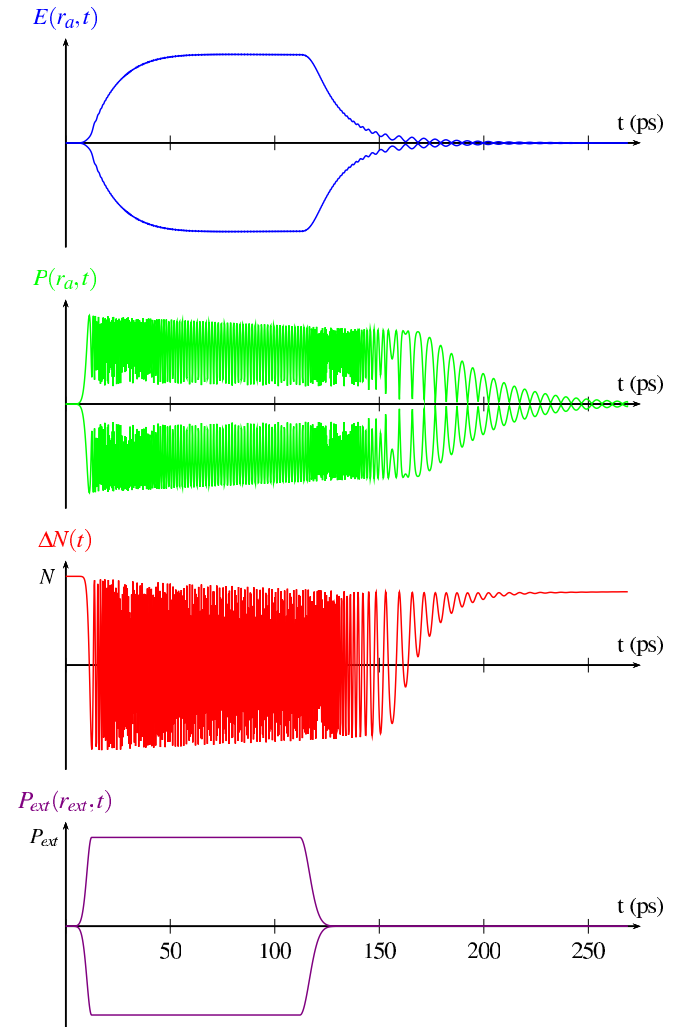 E(r_a,t)
t (ps)
P(r_a,t)
t (ps)
ΔN(t)
N
t (ps)
P_ext(r_ext,t)
P_ext
t (ps)
50 100 150 200 250